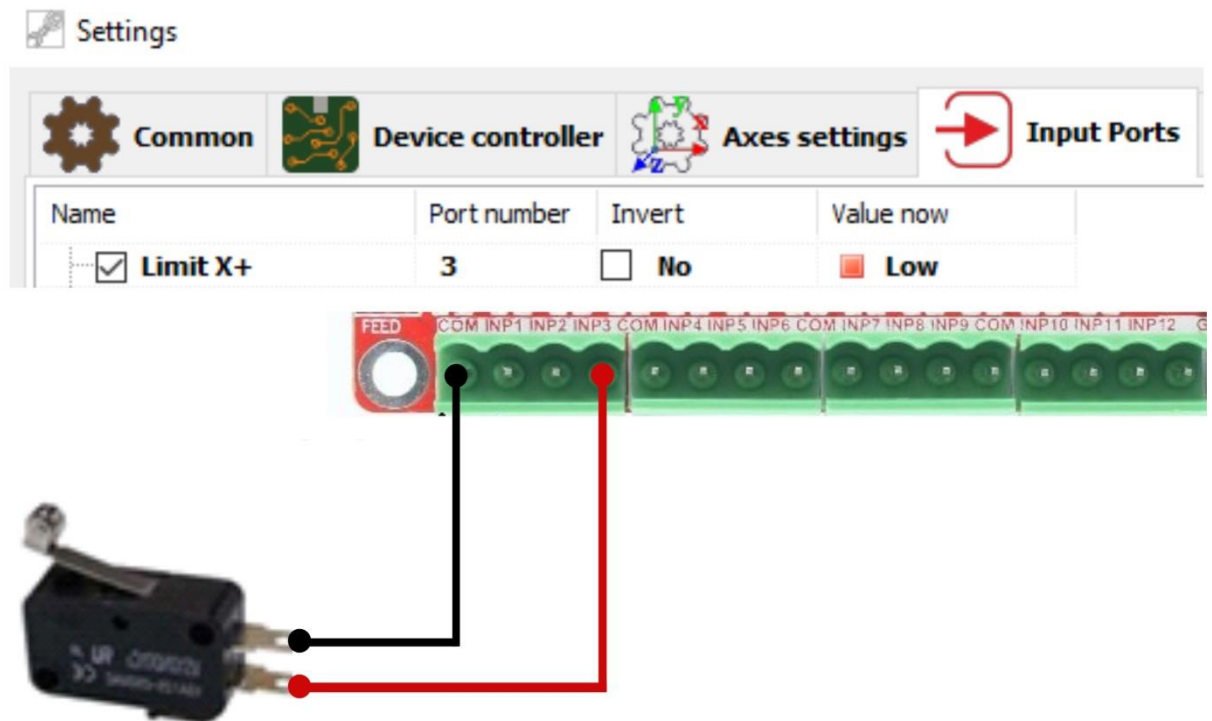 Settings
Common Device controller Axes settings Input Ports
Name Port number Invert Value now
Limit X+ 3 No Low
FEED COM INP1 INP2 INP3 COM INP4 INP5 INP6 COM INP7 INP8 INP9 COM INP10 INP11 INP12 G